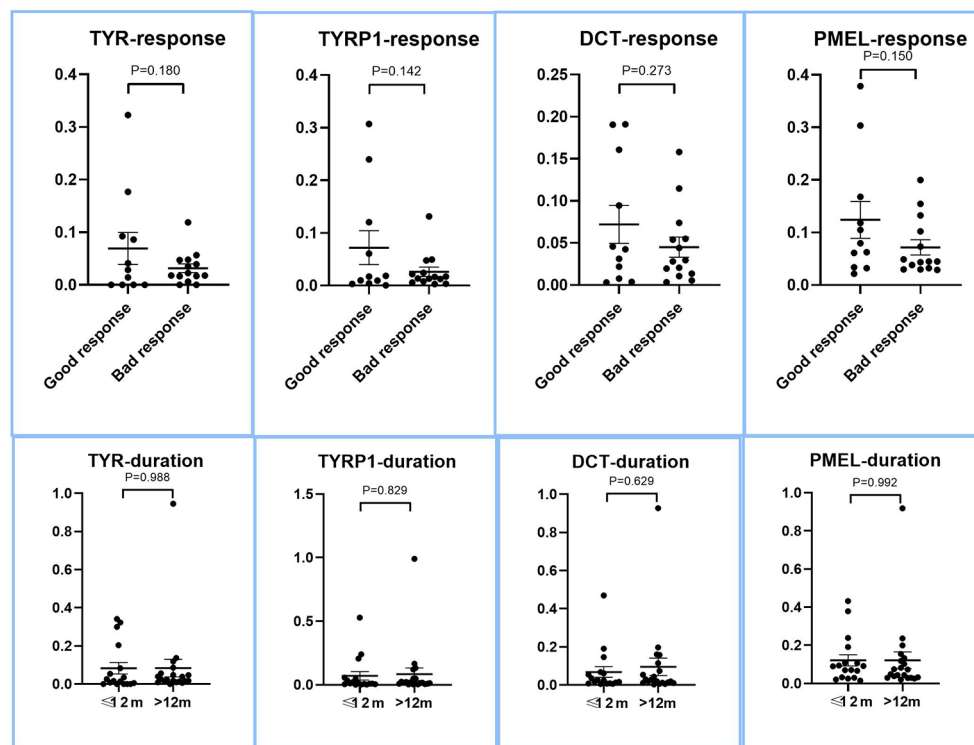 TYR-response
P=0.180
0.4
0.3
0.2
0.1
0.0
Good response
Bad response
TYRP1-response
P=0.142
0.4
0.3
0.2
0.1
0.0
Good response
Bad response
DCT-response
P=0.273
0.25
0.20
0.15
0.10
0.05
0.00
Good response
Bad response
PMEL-response
P=0.150
0.4
0.3
0.2
0.1
0.0
Good response
Bad response
TYR-duration
P=0.988
1.0
0.8
0.6
0.4
0.2
0.0
⩽12m >12m
TYRP1-duration
P=0.829
1.5
1.0
0.5
0.0
⩽12m >12m
DCT-duration
P=0.629
1.0
0.8
0.6
0.4
0.2
0.0
⩽12m >12m
PMEL-duration
P=0.992
1.0
0.8
0.6
0.4
0.2
0.0
⩽12m >12m